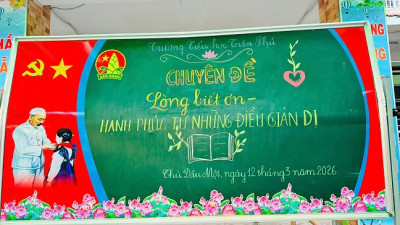 Trường Tiểu học Trần Phú
CHUYÊN ĐỀ
Lòng biết ơn -
HẠNH PHÚC TỪ NHỮNG ĐIỀU GIẢN DỊ
Thủ Dầu Một, ngày 12 tháng 3 năm 2026